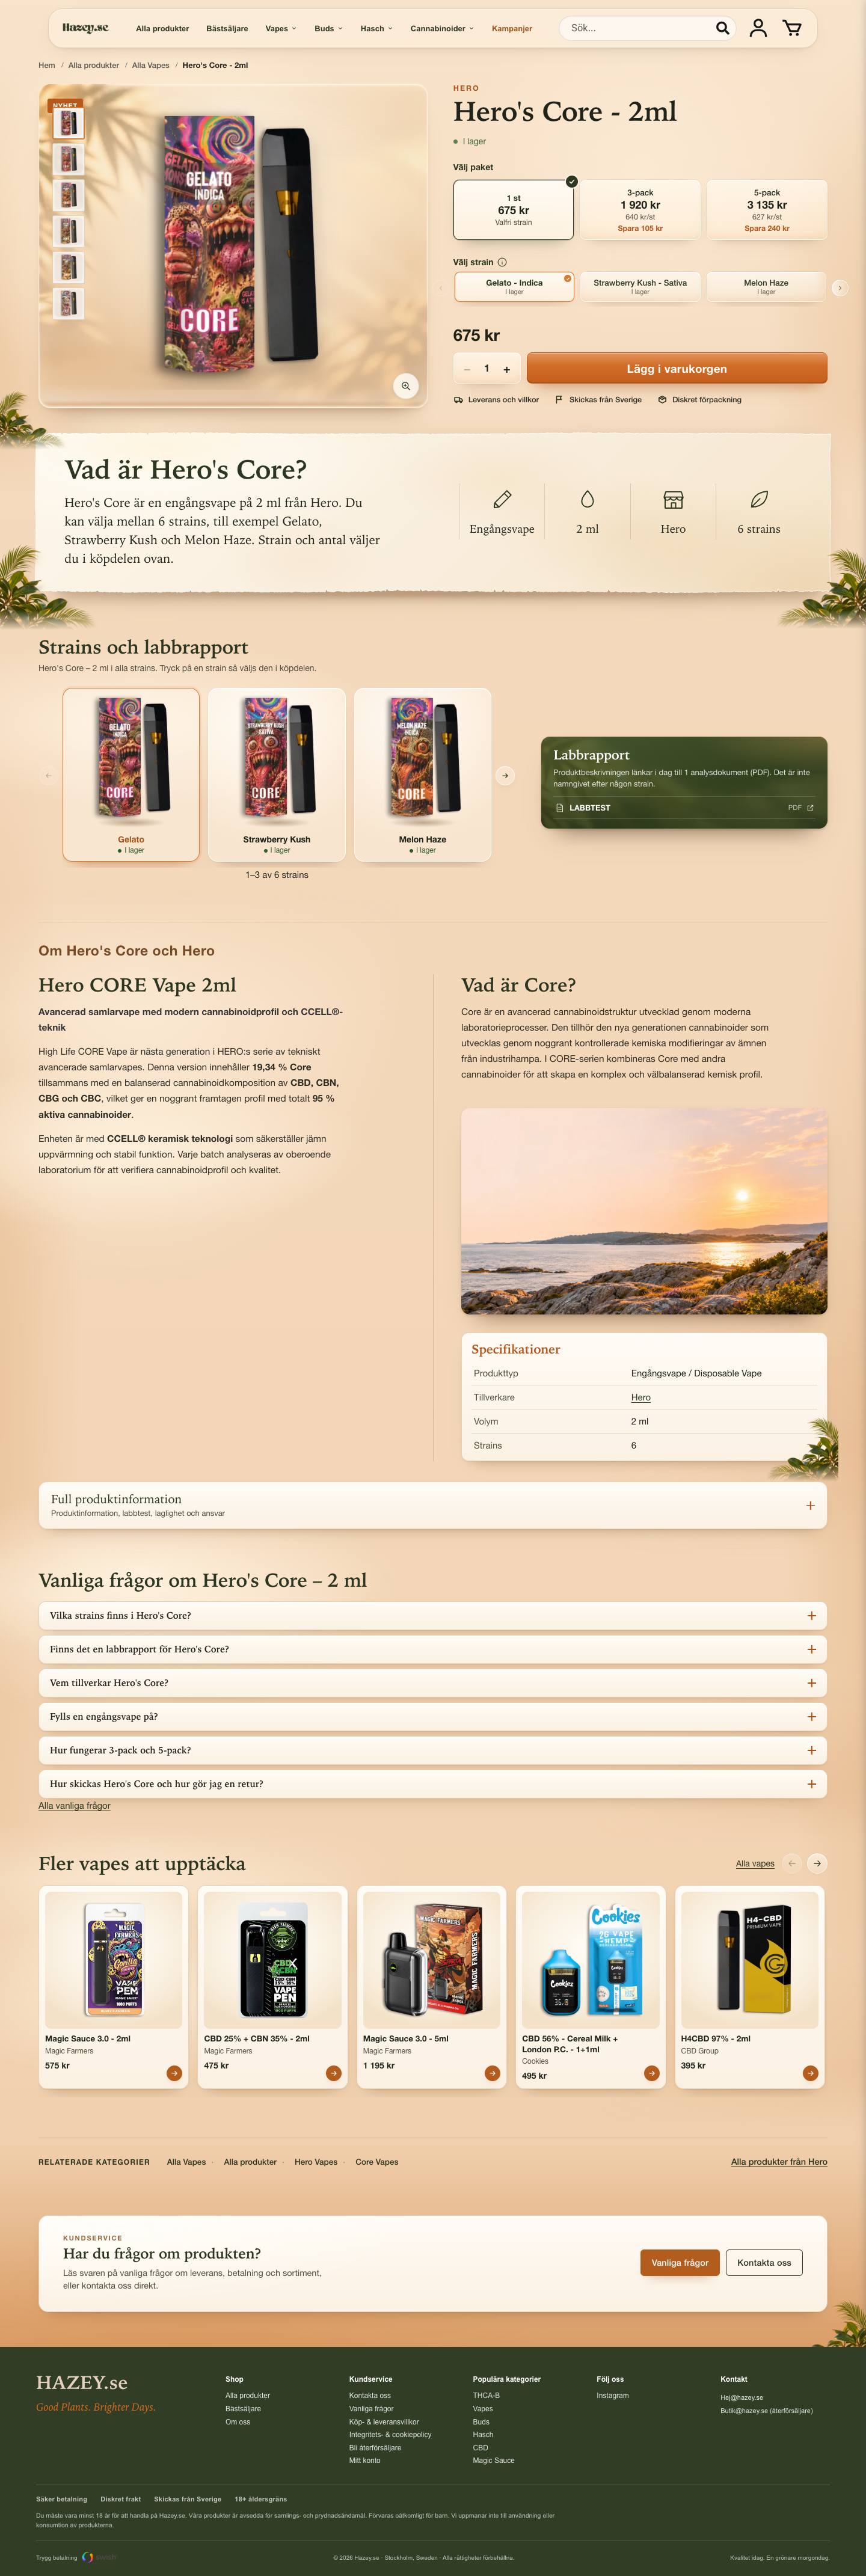 Hazey.se
Alla produkter
Bästsäljare
Vapes
Buds
Hasch
Cannabinoider
Kampanjer
Sök...
Hem / Alla produkter / Alla Vapes / Hero's Core - 2ml
NYHET
GELATO
INDICA
CORE
HERO
Hero's Core - 2ml
I lager
Välj paket
1 st
675 kr
Valfri strain
3-pack
1 920 kr
640 kr/st
Spara 105 kr
5-pack
3 135 kr
627 kr/st
Spara 240 kr
Välj strain
Gelato - Indica
I lager
Strawberry Kush - Sativa
I lager
Melon Haze
I lager
675 kr
− 1 +
Lägg i varukorgen
Leverans och villkor
Skickas från Sverige
Diskret förpackning
Vad är Hero's Core?
Hero's Core är en engångsvape på 2 ml från Hero. Du
kan välja mellan 6 strains, till exempel Gelato,
Strawberry Kush och Melon Haze. Strain och antal väljer
du i köpdelen ovan.
Engångsvape
2 ml
Hero
6 strains
Strains och labbrapport
Hero's Core – 2 ml i alla strains. Tryck på en strain så väljs den i köpdelen.
GELATO
INDICA
CORE
Gelato
I lager
STRAWBERRY KUSH
SATIVA
CORE
Strawberry Kush
I lager
MELON HAZE
INDICA
CORE
Melon Haze
I lager
1–3 av 6 strains
Labbrapport
Produktbeskrivningen länkar i dag till 1 analysdokument (PDF). Det är inte
namngivet efter någon strain.
LABBTEST
PDF
Om Hero's Core och Hero
Hero CORE Vape 2ml
Avancerad samlarvape med modern cannabinoidprofil och CCELL®-
teknik
High Life CORE Vape är nästa generation i HERO:s serie av tekniskt
avancerade samlarvapes. Denna version innehåller 19,34 % Core
tillsammans med en balanserad cannabinoidkomposition av CBD, CBN,
CBG och CBC, vilket ger en noggrant framtagen profil med totalt 95 %
aktiva cannabinoider.
Enheten är med CCELL® keramisk teknologi som säkerställer jämn
uppvärmning och stabil funktion. Varje batch analyseras av oberoende
laboratorium för att verifiera cannabinoidprofil och kvalitet.
Vad är Core?
Core är en avancerad cannabinoidstruktur utvecklad genom moderna
laboratorieprocesser. Den tillhör den nya generationen cannabinoider som
utvecklas genom noggrant kontrollerade kemiska modifieringar av ämnen
från industrihampa. I CORE-serien kombineras Core med andra
cannabinoider för att skapa en komplex och välbalanserad kemisk profil.
Specifikationer
Produkttyp Engångsvape / Disposable Vape
Tillverkare Hero
Volym 2 ml
Strains 6
Full produktinformation
Produktinformation, labbtest, laglighet och ansvar
Vanliga frågor om Hero's Core – 2 ml
Vilka strains finns i Hero's Core?
Finns det en labbrapport för Hero's Core?
Vem tillverkar Hero's Core?
Fylls en engångsvape på?
Hur fungerar 3-pack och 5-pack?
Hur skickas Hero's Core och hur gör jag en retur?
Alla vanliga frågor
Fler vapes att upptäcka
Alla vapes
MAGIC FARMERS
VAPE PEN
Magic Sauce 3.0 - 2ml
Magic Farmers
575 kr
VAPE PEN
CBD 25% + CBN 35% - 2ml
Magic Farmers
475 kr
MAGIC FARMERS
Magic Sauce 3.0 - 5ml
Magic Farmers
1 195 kr
Cookies
CBD 56% - Cereal Milk +
London P.C. - 1+1ml
Cookies
495 kr
H4-CBD
PREMIUM VAPE
H4CBD 97% - 2ml
CBD Group
395 kr
RELATERADE KATEGORIER
Alla Vapes · Alla produkter · Hero Vapes · Core Vapes
Alla produkter från Hero
KUNDSERVICE
Har du frågor om produkten?
Läs svaren på vanliga frågor om leverans, betalning och sortiment,
eller kontakta oss direkt.
Vanliga frågor
Kontakta oss
HAZEY.se
Good Plants. Brighter Days.
Shop
Alla produkter
Bästsäljare
Om oss
Kundservice
Kontakta oss
Vanliga frågor
Köp- & leveransvillkor
Integritets- & cookiepolicy
Bli återförsäljare
Mitt konto
Populära kategorier
THCA-B
Vapes
Buds
Hasch
CBD
Magic Sauce
Följ oss
Instagram
Kontakt
Hej@hazey.se
Butik@hazey.se (återförsäljare)
Säker betalning
Diskret frakt
Skickas från Sverige
18+ åldersgräns
Du måste vara minst 18 år för att handla på Hazey.se. Våra produkter är avsedda för samlings- och prydnadsändamål. Förvaras oåtkomligt för barn. Vi uppmanar inte till användning eller
konsumtion av produkterna.
Trygg betalning
© 2026 Hazey.se · Stockholm, Sweden · Alla rättigheter förbehållna.
Kvalitet idag. En grönare morgondag.